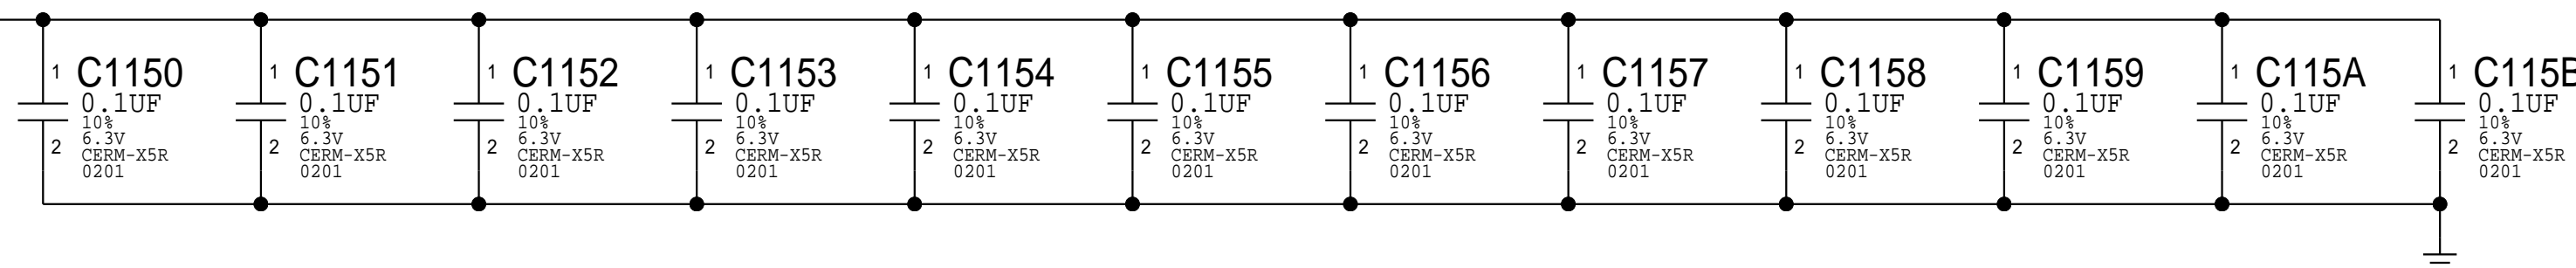 1 C1150
0.1UF
10%
6.3V
2 CERM-X5R
0201
1 C1151
0.1UF
10%
6.3V
2 CERM-X5R
0201
1 C1152
0.1UF
10%
6.3V
2 CERM-X5R
0201
1 C1153
0.1UF
10%
6.3V
2 CERM-X5R
0201
1 C1154
0.1UF
10%
6.3V
2 CERM-X5R
0201
1 C1155
0.1UF
10%
6.3V
2 CERM-X5R
0201
1 C1156
0.1UF
10%
6.3V
2 CERM-X5R
0201
1 C1157
0.1UF
10%
6.3V
2 CERM-X5R
0201
1 C1158
0.1UF
10%
6.3V
2 CERM-X5R
0201
1 C1159
0.1UF
10%
6.3V
2 CERM-X5R
0201
1 C115A
0.1UF
10%
6.3V
2 CERM-X5R
0201
1 C115B
0.1UF
10%
6.3V
2 CERM-X5R
0201